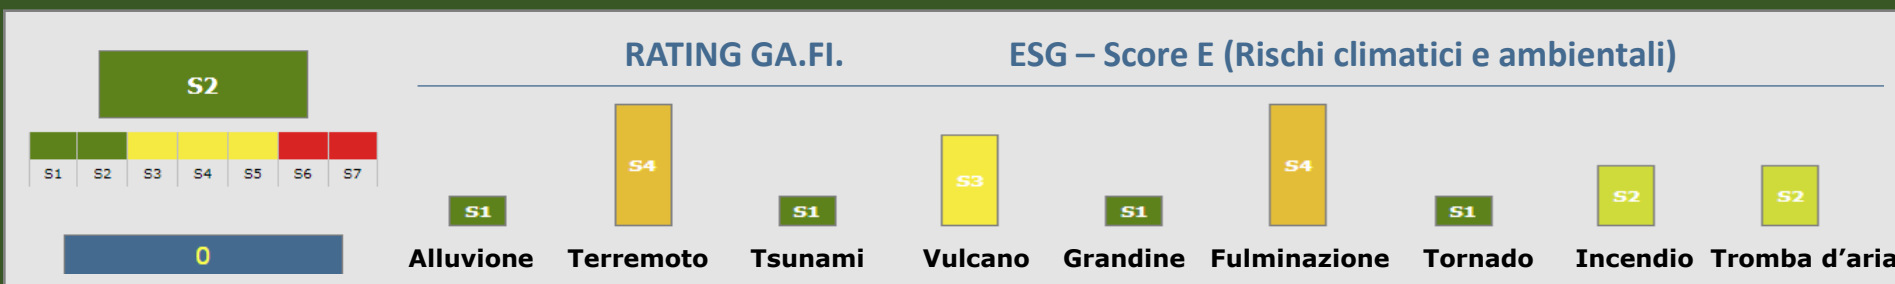 RATING GA.FI. ESG – Score E (Rischi climatici e ambientali)
S2
S1 S2 S3 S4 S5 S6 S7
0
S1 S4 S1 S3 S1 S4 S1 S2 S2
Alluvione Terremoto Tsunami Vulcano Grandine Fulminazione Tornado Incendio Tromba d'aria